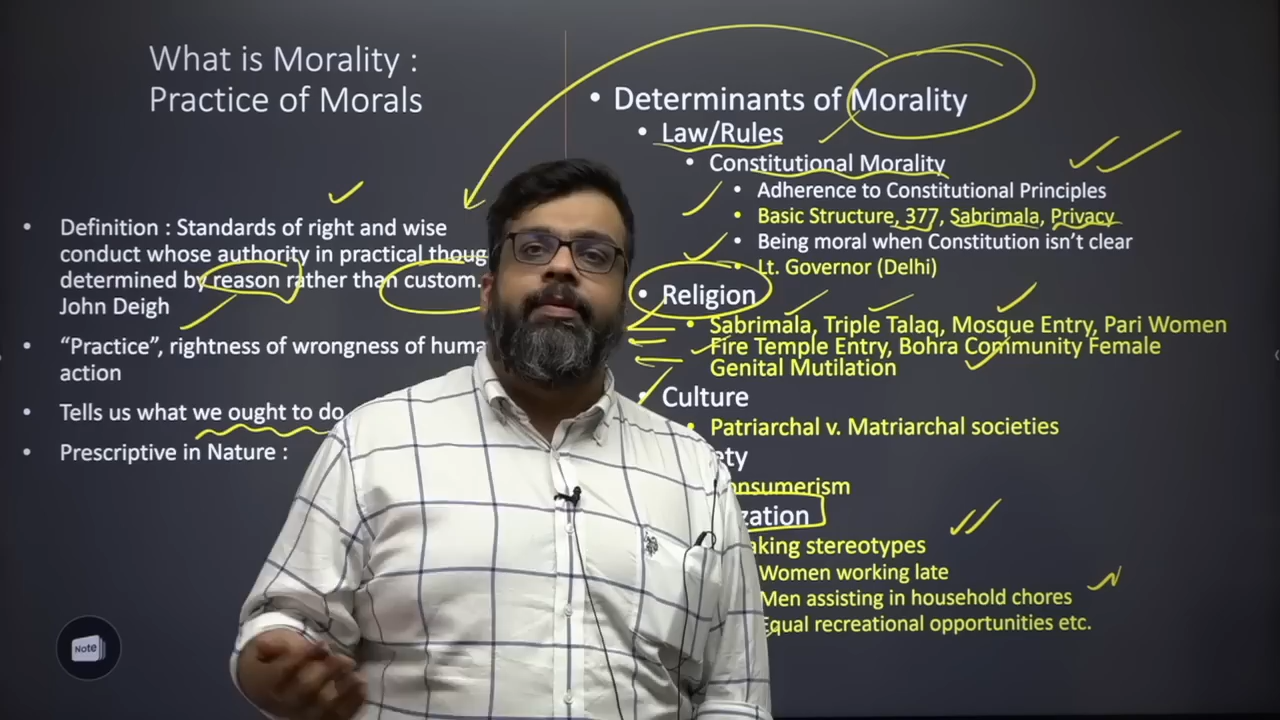 What is Morality :
Practice of Morals
Definition : Standards of right and wise
conduct whose authority in practical
determined by reason rather than custom.
John Deigh
"Practice", rightness of wrongness of
action
Tells us what we ought to do
Prescriptive in Nature :
Note
Determinants of Morality
Law/Rules
Constitutional Morality
Adherence to Constitutional Principles
Basic Structure, 377, Sabrimala, Privacy
Being moral when Constitution isn't clear
Lt. Governor (Delhi)
Religion
Sabrimala, Triple Talaq, Mosque Entry, Pari Women
Fire Temple Entry, Bohra Community Female
Genital Mutilation
Culture
Patriarchal v. Matriarchal societies
onsumerism
stereotypes
Women working late
Men assisting in household chores
Equal recreational opportunities etc.